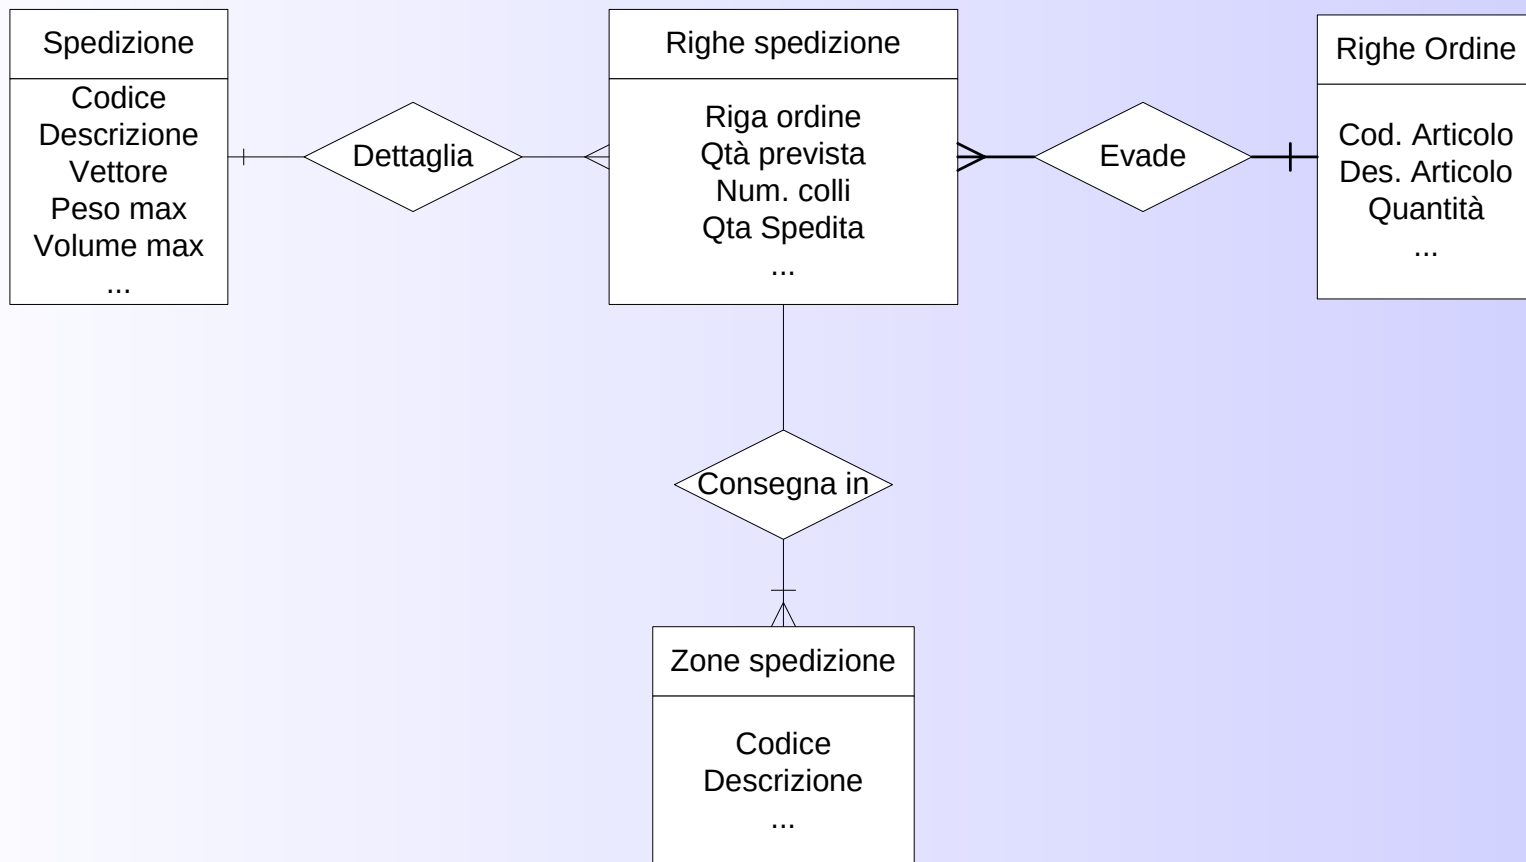 Spedizione
Codice
Descrizione
Vettore
Peso max
Volume max
...
Dettaglia
Righe spedizione
Riga ordine
Qtà prevista
Num. colli
Qta Spedita
...
Evade
Righe Ordine
Cod. Articolo
Des. Articolo
Quantità
...
Consegna in
Zone spedizione
Codice
Descrizione
...